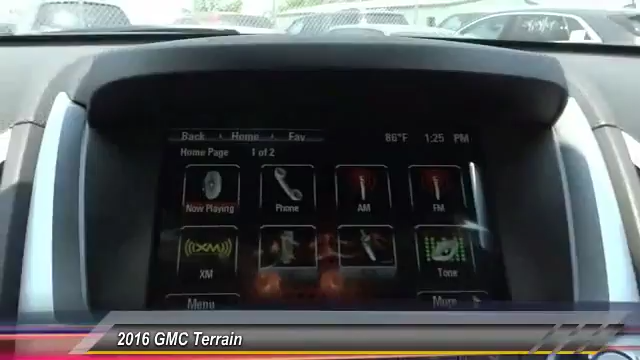 Back · Home · Fav 86°F 1:25 PM
Home Page 1 of 2
Now Playing Phone AM FM
XM Tone
Menu More
2016 GMC Terrain